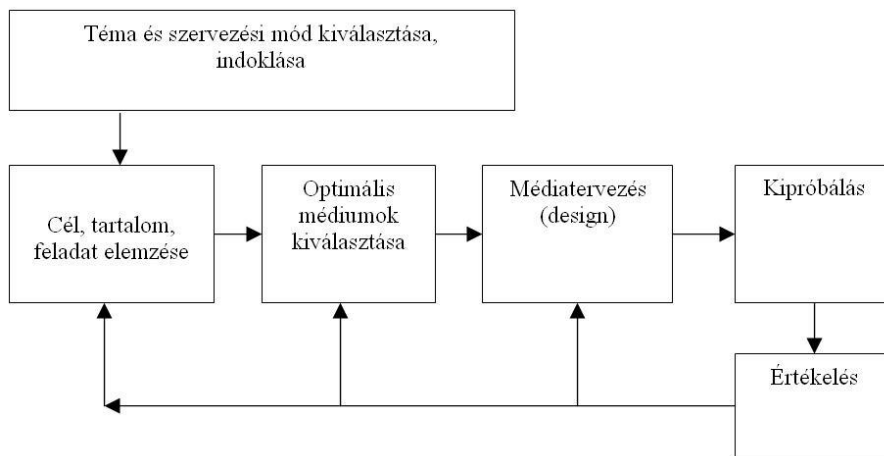 Téma és szervezési mód kiválasztása,
indoklása
Cél, tartalom,
feladat elemzése
Optimális
médiumok
kiválasztása
Médiatervezés
(design)
Kipróbálás
Értékelés